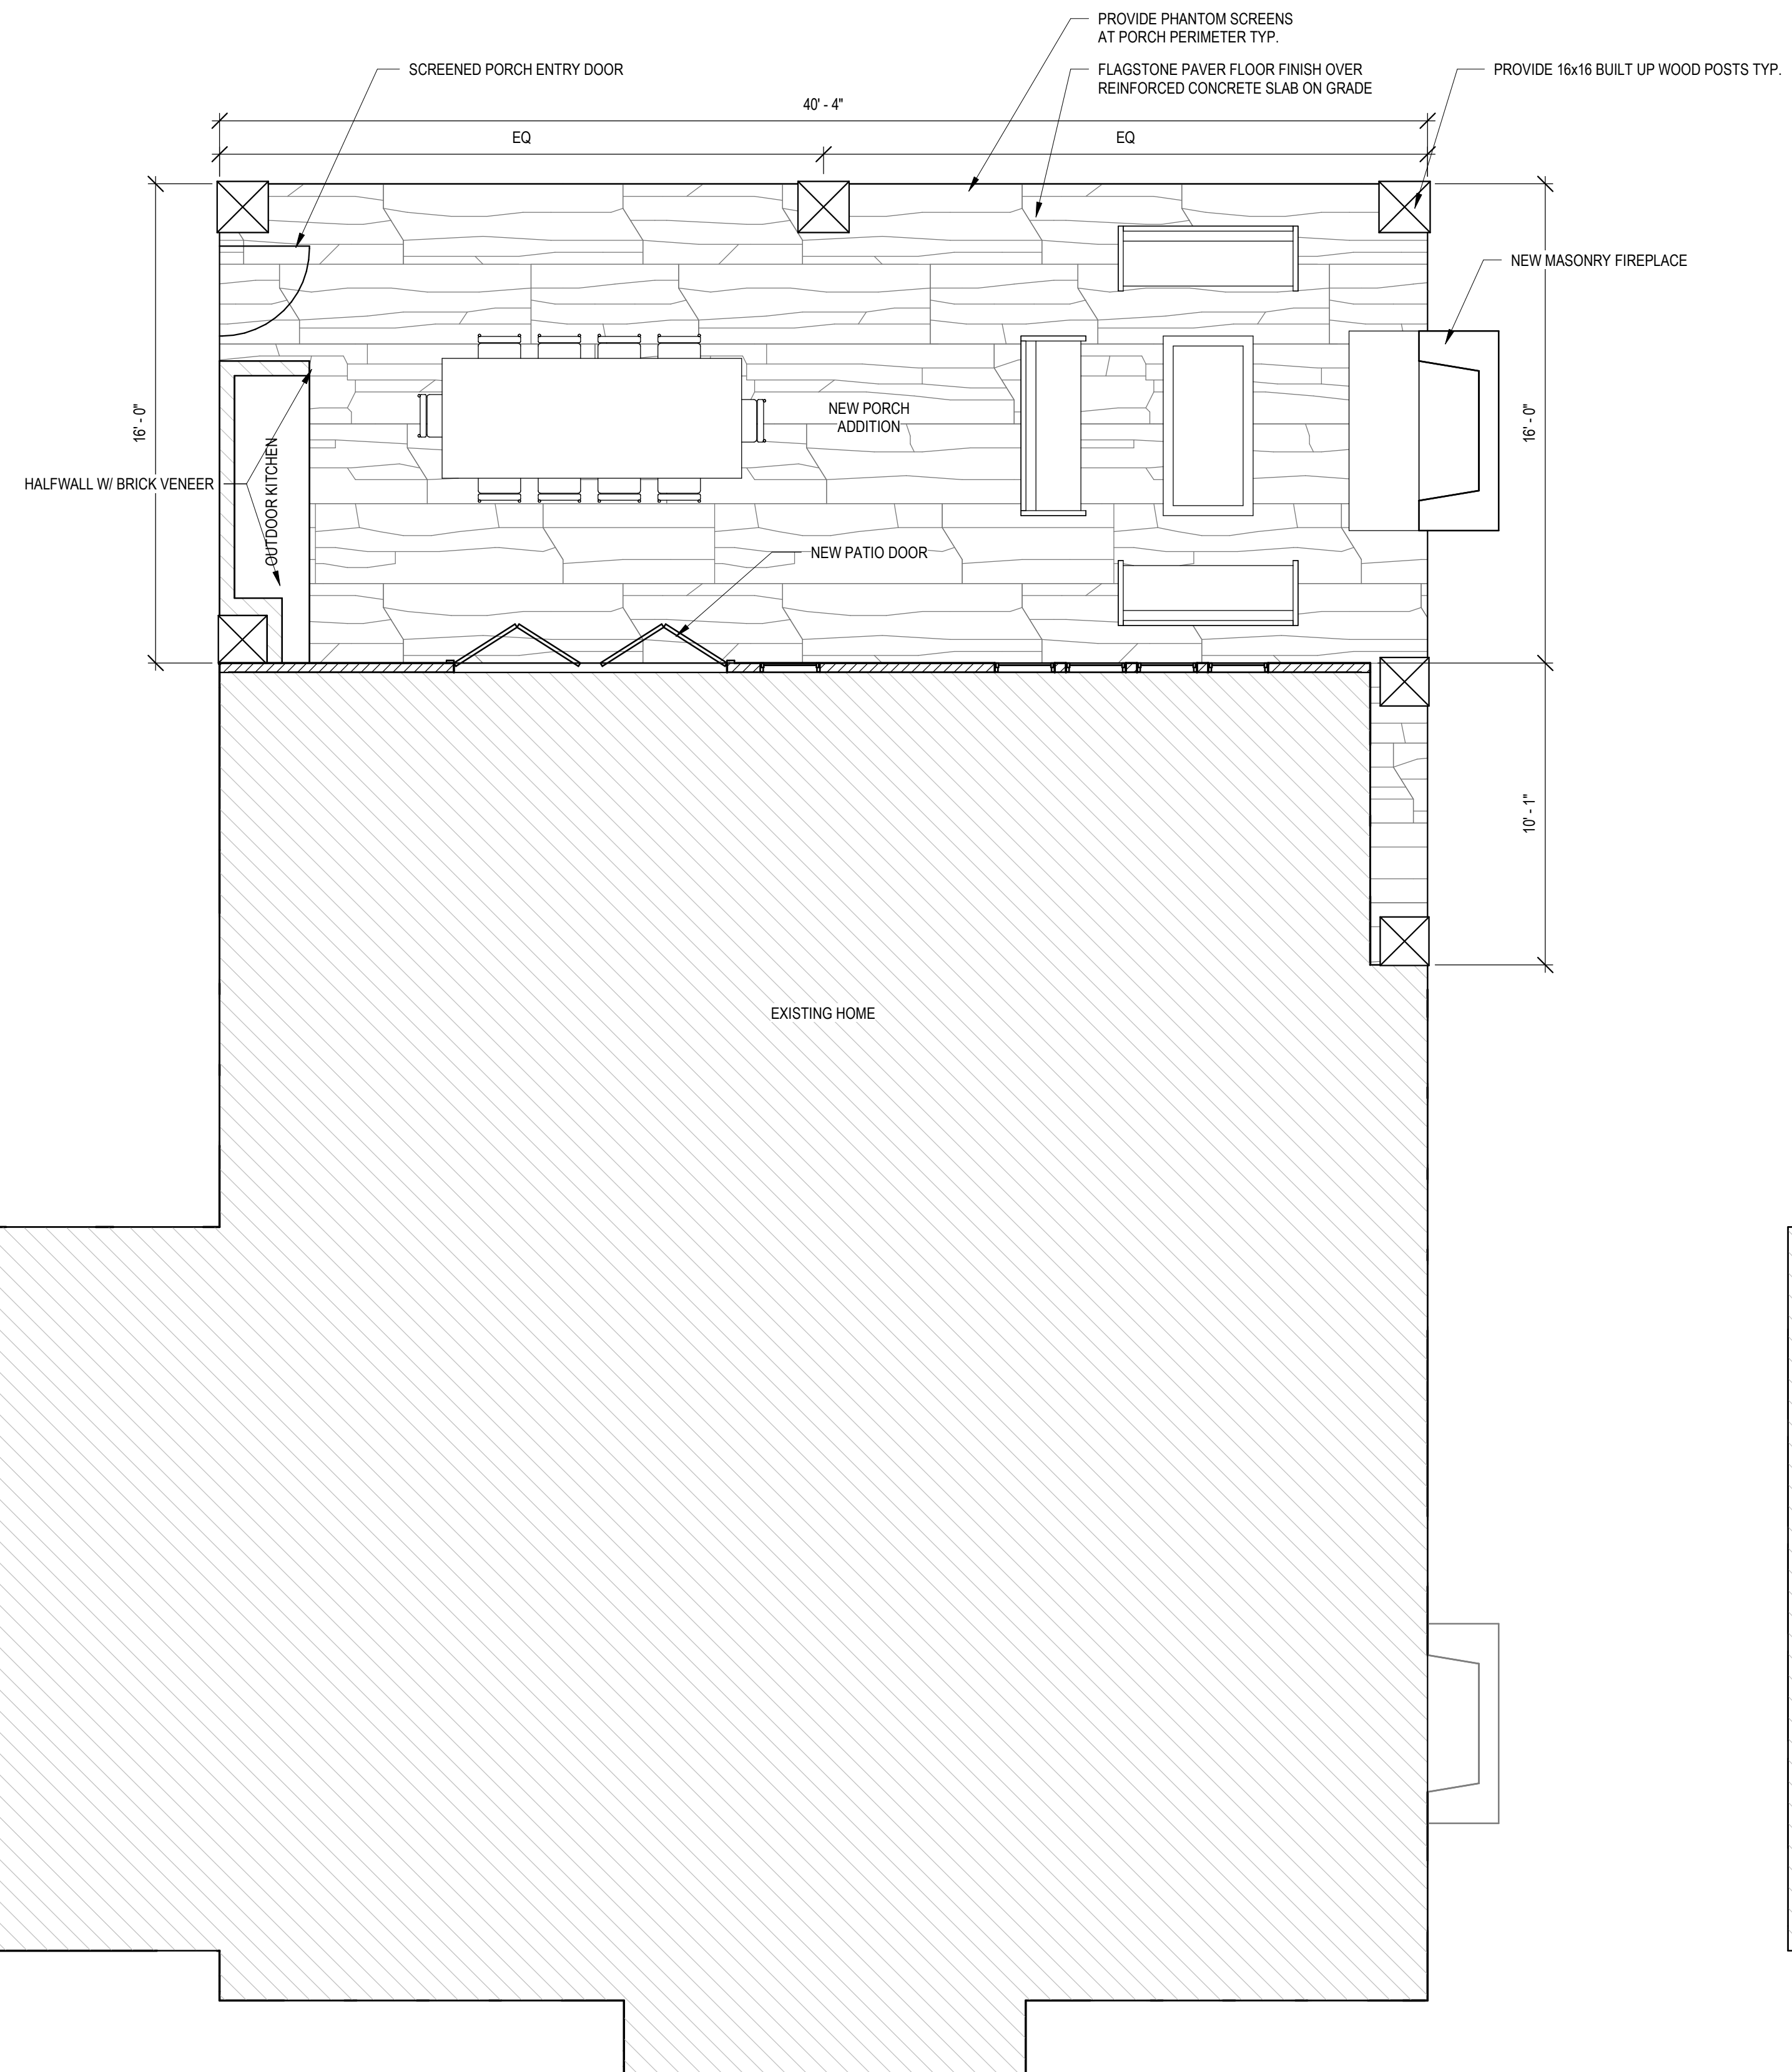 PROVIDE PHANTOM SCREENS
AT PORCH PERIMETER TYP.
SCREENED PORCH ENTRY DOOR
FLAGSTONE PAVER FLOOR FINISH OVER
REINFORCED CONCRETE SLAB ON GRADE
PROVIDE 16x16 BUILT UP WOOD POSTS TYP.
40' - 4"
EQ
EQ
NEW MASONRY FIREPLACE
16' - 0"
16' - 0"
NEW PORCH
ADDITION
HALFWALL W/ BRICK VENEER
OUTDOOR KITCHEN
NEW PATIO DOOR
10' - 1"
EXISTING HOME